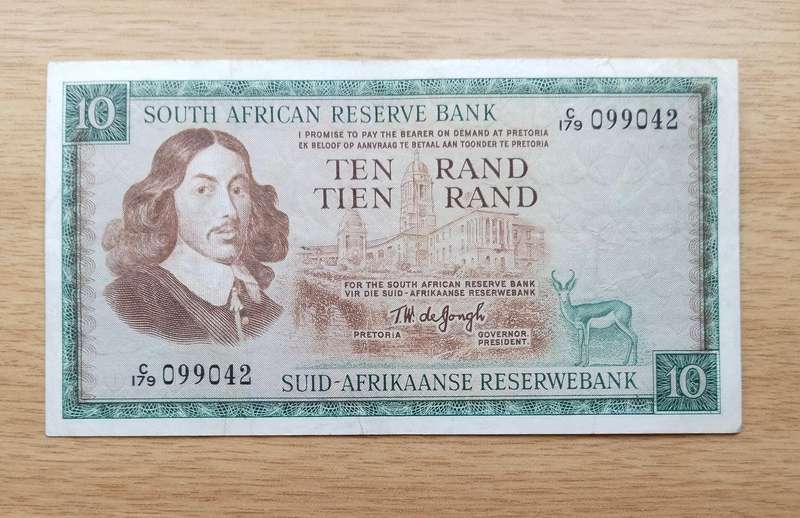 10
SOUTH AFRICAN RESERVE BANK
C/179 099042
I PROMISE TO PAY THE BEARER ON DEMAND AT PRETORIA
EK BELOOF OP AANVRAAG TE BETAAL AAN TOONDER TE PRETORIA
TEN RAND
TIEN RAND
FOR THE SOUTH AFRICAN RESERVE BANK
VIR DIE SUID-AFRIKAANSE RESERWEBANK
T.W. de Jongh
PRETORIA
GOVERNOR.
PRESIDENT.
C/179 099042
SUID-AFRIKAANSE RESERWEBANK
10